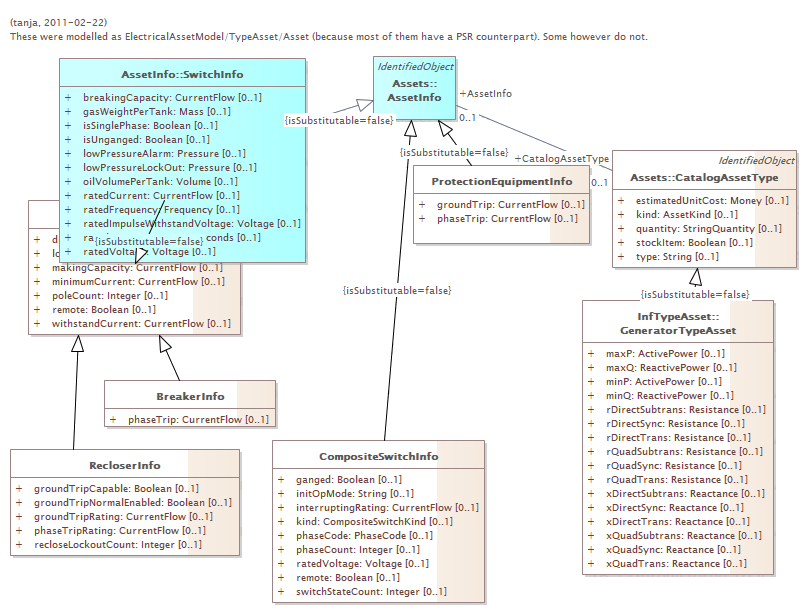 (tanja, 2011-02-22)
These were modelled as ElectricalAssetModel/TypeAsset/Asset (because most of them have a PSR counterpart). Some however do not.
AssetInfo::SwitchInfo
+ breakingCapacity: CurrentFlow [0..1]
+ gasWeightPerTank: Mass [0..1]
+ isSinglePhase: Boolean [0..1]
+ isUnganged: Boolean [0..1]
+ lowPressureAlarm: Pressure [0..1]
+ lowPressureLockOut: Pressure [0..1]
+ oilVolumePerTank: Volume [0..1]
+ ratedCurrent: CurrentFlow [0..1]
+ ratedFrequency: Frequency [0..1]
+ ratedImpulseWithstandVoltage: Voltage [0..1]
+ conds [0..1]
+ ratedVoltage: Voltage [0..1]
{isSubstitutable=false}
+
+
+ makingCapacity: CurrentFlow [0..1]
+ minimumCurrent: CurrentFlow [0..1]
+ poleCount: Integer [0..1]
+ remote: Boolean [0..1]
+ withstandCurrent: CurrentFlow [0..1]
IdentifiedObject
Assets::
AssetInfo
+AssetInfo
0..1
{isSubstitutable=false}
{isSubstitutable=false}
+CatalogAssetType
0..1
ProtectionEquipmentInfo
+ groundTrip: CurrentFlow [0..1]
+ phaseTrip: CurrentFlow [0..1]
IdentifiedObject
Assets::CatalogAssetType
+ estimatedUnitCost: Money [0..1]
+ kind: AssetKind [0..1]
+ quantity: StringQuantity [0..1]
+ stockItem: Boolean [0..1]
+ type: String [0..1]
{isSubstitutable=false}
{isSubstitutable=false}
InfTypeAsset::
GeneratorTypeAsset
+ maxP: ActivePower [0..1]
+ maxQ: ReactivePower [0..1]
+ minP: ActivePower [0..1]
+ minQ: ReactivePower [0..1]
+ rDirectSubtrans: Resistance [0..1]
+ rDirectSync: Resistance [0..1]
+ rDirectTrans: Resistance [0..1]
+ rQuadSubtrans: Resistance [0..1]
+ rQuadSync: Resistance [0..1]
+ rQuadTrans: Resistance [0..1]
+ xDirectSubtrans: Reactance [0..1]
+ xDirectSync: Reactance [0..1]
+ xDirectTrans: Reactance [0..1]
+ xQuadSubtrans: Reactance [0..1]
+ xQuadSync: Reactance [0..1]
+ xQuadTrans: Reactance [0..1]
BreakerInfo
+ phaseTrip: CurrentFlow [0..1]
RecloserInfo
+ groundTripCapable: Boolean [0..1]
+ groundTripNormalEnabled: Boolean [0..1]
+ groundTripRating: CurrentFlow [0..1]
+ phaseTripRating: CurrentFlow [0..1]
+ recloseLockoutCount: Integer [0..1]
CompositeSwitchInfo
+ ganged: Boolean [0..1]
+ initOpMode: String [0..1]
+ interruptingRating: CurrentFlow [0..1]
+ kind: CompositeSwitchKind [0..1]
+ phaseCode: PhaseCode [0..1]
+ phaseCount: Integer [0..1]
+ ratedVoltage: Voltage [0..1]
+ remote: Boolean [0..1]
+ switchStateCount: Integer [0..1]